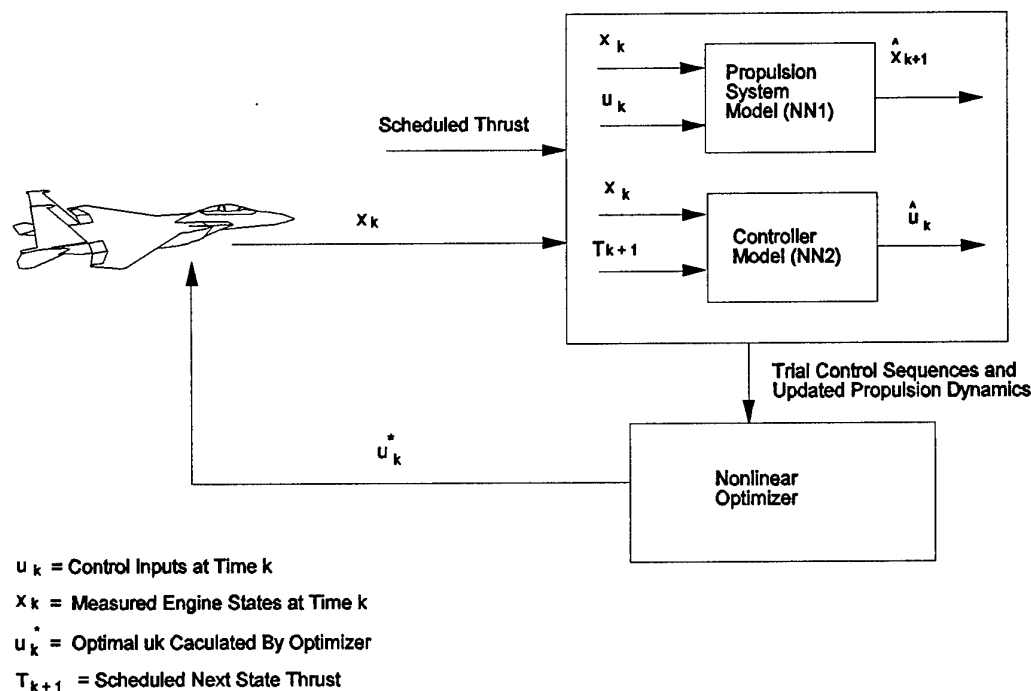 x k
u k
Propulsion
System
Model (NN1)
^
x k+1
Scheduled Thrust
x k
x k
T k+1
Controller
Model (NN2)
^
u k
Trial Control Sequences and
Updated Propulsion Dynamics
u * k
Nonlinear
Optimizer
u k = Control Inputs at Time k
x k = Measured Engine States at Time k
u * k = Optimal uk Caculated By Optimizer
T k+1 = Scheduled Next State Thrust